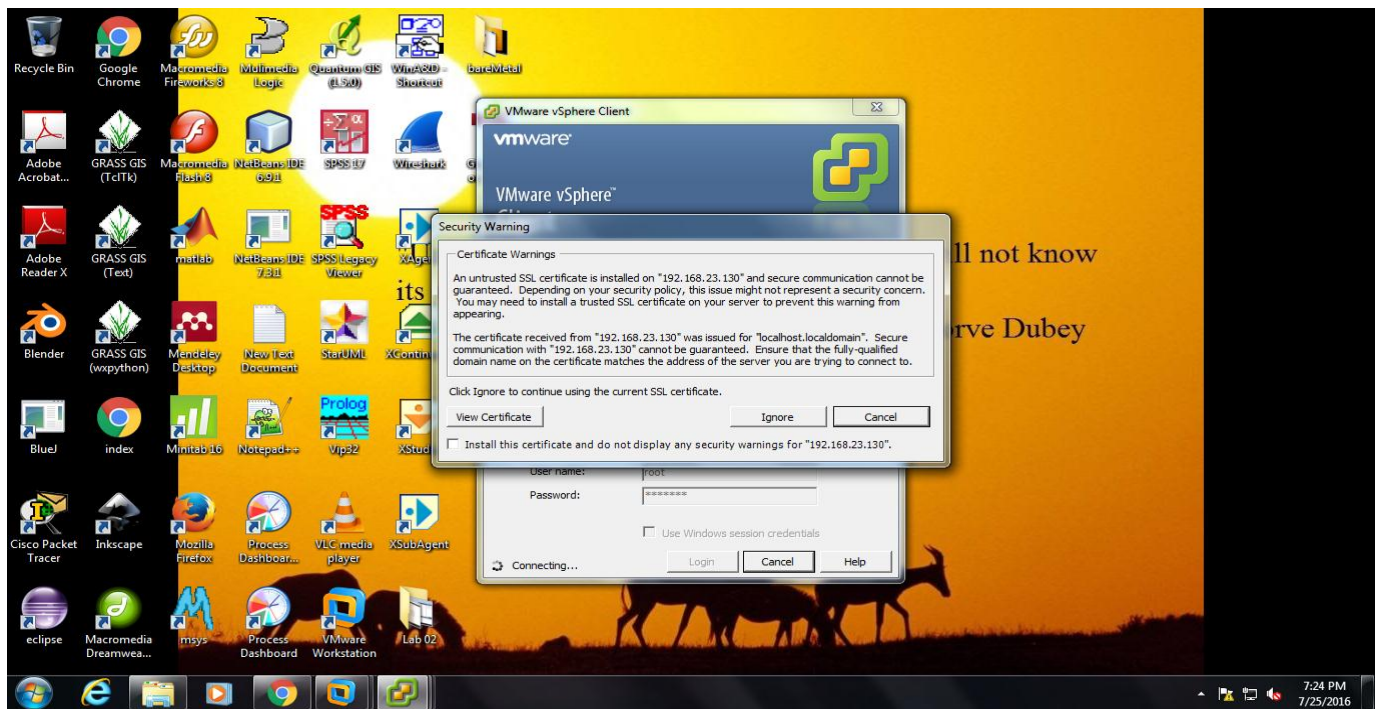 Recycle Bin
Google Chrome
Macromedia Fireworks 8
Mulimedia Logic
Quantum GIS (1.5.0)
WinA&D - Shortcut
bareMetal
Adobe Acrobat...
GRASS GIS (TclTk)
Macromedia Flash 8
NetBeans IDE 6.9.1
SPSS 17
Wireshark
Adobe Reader X
GRASS GIS (Text)
matlab
NetBeans IDE 7.3.1
SPSS
SPSS Legacy Viewer
Blender
GRASS GIS (wxpython)
Mendeley Desktop
New Text Document
StarUML
BlueJ
index
Minitab 16
Notepad++
Prolog
Vip32
Cisco Packet Tracer
Inkscape
Mozilla Firefox
Process Dashboar...
VLC media player
XSubAgent
eclipse
Macromedia Dreamwea...
msys
Process Dashboard
VMware Workstation
Lab 02
its
ll not know
rve Dubey
VMware vSphere Client
vmware
VMware vSphere™
Client
Security Warning
Certificate Warnings
An untrusted SSL certificate is installed on "192.168.23.130" and secure communication cannot be
guaranteed. Depending on your security policy, this issue might not represent a security concern.
You may need to install a trusted SSL certificate on your server to prevent this warning from
appearing.
The certificate received from "192.168.23.130" was issued for "localhost.localdomain". Secure
communication with "192.168.23.130" cannot be guaranteed. Ensure that the fully-qualified
domain name on the certificate matches the address of the server you are trying to connect to.
Click Ignore to continue using the current SSL certificate.
View Certificate
Ignore
Cancel
Install this certificate and do not display any security warnings for "192.168.23.130".
User name:
root
Password:
*******
Use Windows session credentials
Connecting...
Login
Cancel
Help
7:24 PM
7/25/2016